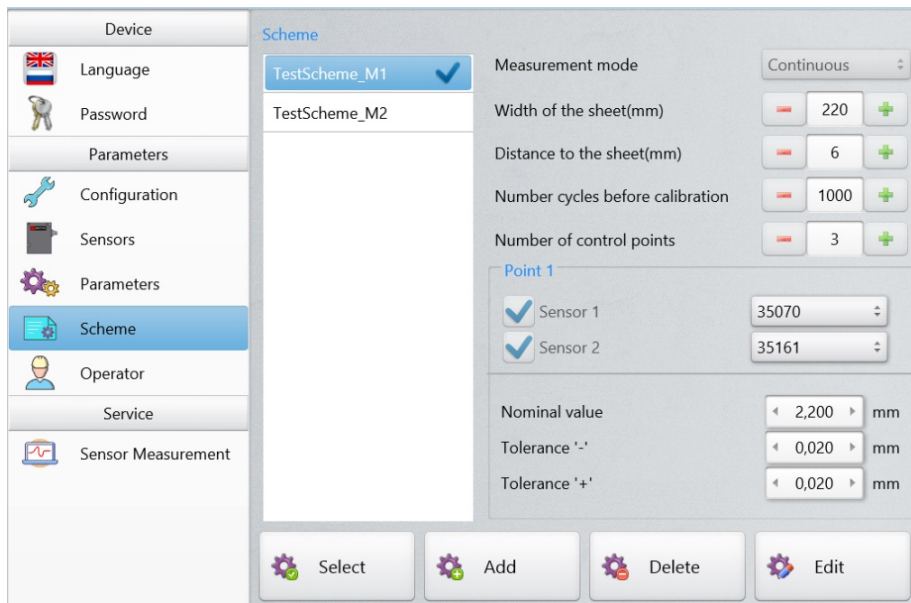 Device
Language
Password
Parameters
Configuration
Sensors
Parameters
Scheme
Operator
Service
Sensor Measurement
Scheme
TestScheme_M1
TestScheme_M2
Measurement mode Continuous
Width of the sheet(mm) 220
Distance to the sheet(mm) 6
Number cycles before calibration 1000
Number of control points 3
Point 1
Sensor 1 35070
Sensor 2 35161
Nominal value 2,200 mm
Tolerance '-' 0,020 mm
Tolerance '+' 0,020 mm
Select Add Delete Edit